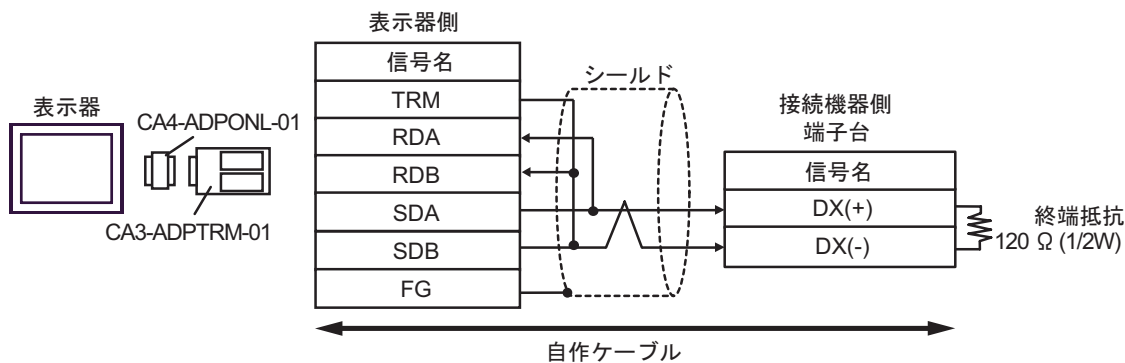 表示器
CA4-ADPONL-01
CA3-ADPTRM-01
表示器側
信号名
TRM
RDA
RDB
SDA
SDB
FG
シールド
接続機器側
端子台
信号名
DX(+)
DX(-)
終端抵抗
120 Ω (1/2W)
自作ケーブル